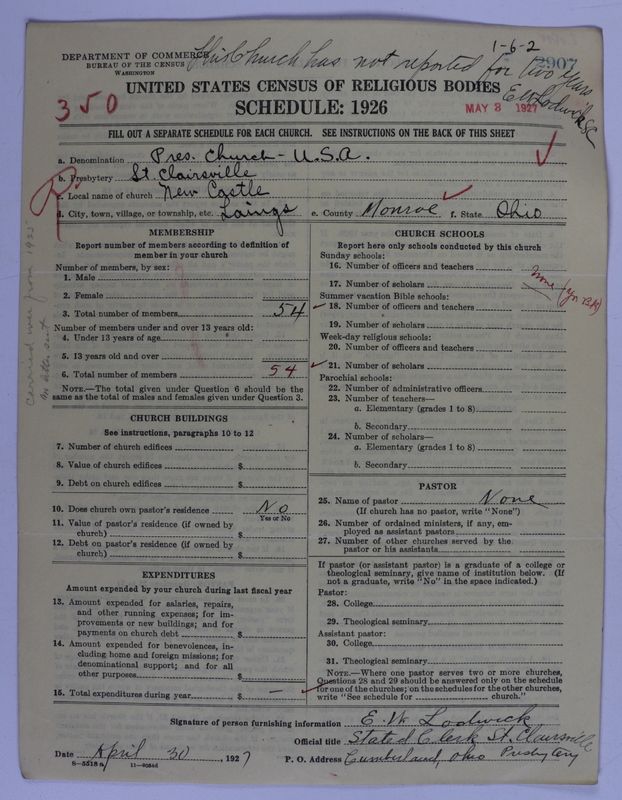 1-6-2
This Church has not reported for two years
E. W. Lodwick SC
DEPARTMENT OF COMMERCE
BUREAU OF THE CENSUS
WASHINGTON
2907
UNITED STATES CENSUS OF RELIGIOUS BODIES
350
SCHEDULE: 1926
MAY 3 1927
FILL OUT A SEPARATE SCHEDULE FOR EACH CHURCH. SEE INSTRUCTIONS ON THE BACK OF THIS SHEET
a. Denomination Pres. Church - U.S.A.
b. Presbytery St. Clairsville
c. Local name of church New Castle
d. City, town, village, or township, etc. Laings e. County Monroe f. State Ohio
MEMBERSHIP
Report number of members according to definition of
member in your church
Number of members, by sex:
1. Male
2. Female
3. Total number of members 54
Number of members under and over 13 years old:
4. Under 13 years of age
5. 13 years old and over
6. Total number of members 54
NOTE.—The total given under Question 6 should be the
same as the total of males and females given under Question 3.
CHURCH BUILDINGS
See instructions, paragraphs 10 to 12
7. Number of church edifices
8. Value of church edifices $
9. Debt on church edifices $
10. Does church own pastor's residence No
Yes or No
11. Value of pastor's residence (if owned by
church) $
12. Debt on pastor's residence (if owned by
church) $
EXPENDITURES
Amount expended by your church during last fiscal year
13. Amount expended for salaries, repairs,
and other running expenses; for im-
provements or new building; and for
payments on church debt $
14. Amount expended for benevolences, in-
cluding home and foreign missions; for
denominational support; and for all
other purposes $
15. Total expenditures during year $ —
CHURCH SCHOOLS
Report here only schools conducted by this church
Sunday schools:
16. Number of officers and teachers
17. Number of scholars
none
Summer vacation Bible schools:
18. Number of officers and teachers
19. Number of scholars
Week-day religious schools:
20. Number of officers and teachers
21. Number of scholars
Parochial schools:
22. Number of administrative officers
23. Number of teachers—
a. Elementary (grades 1 to 8)
b. Secondary
24. Number of scholars—
a. Elementary (grades 1 to 8)
b. Secondary
PASTOR
25. Name of pastor None
(If church has no pastor, write "None")
26. Number of ordained ministers, if any, em-
ployed as assistant pastors
27. Number of other churches served by the
pastor or his assistants
If pastor (or assistant pastor) is a graduate of a college or
theological seminary, give name of institution below. (If
not a graduate, write "No" in the space indicated.)
Pastor:
28. College
29. Theological seminary
Assistant pastor:
30. College
31. Theological seminary
NOTE.—Where one pastor serves two or more churches,
Questions 28 and 29 should be answered only on the schedule
for one of the churches; on the schedules for the other churches,
write "See schedule for church."
Carried over from 1925
Signature of person furnishing information E. W. Lodwick
Official title Stated Clerk St. Clairsville Presbytery
Date April 30, 1927 P. O. Address Cumberland, Ohio
8-5518a